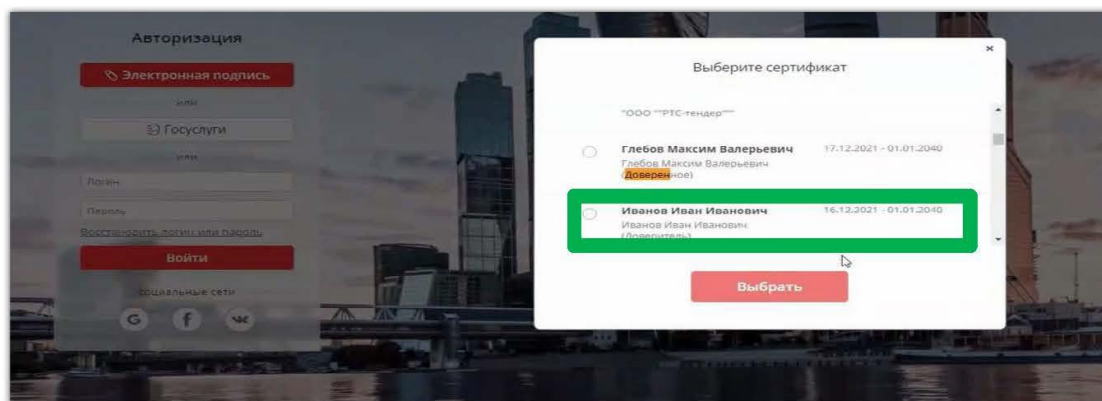 Авторизация
Электронная подпись
или
Госуслуги
или
Логин
Пароль
Восстановить логин или пароль
Войти
социальные сети
G f
×
Выберите сертификат
"ООО ""РТС-тендер"""
Глебов Максим Валерьевич 17.12.2021 - 01.01.2040
Глебов Максим Валерьевич
(Доверенное)
Иванов Иван Иванович 16.12.2021 - 01.01.2040
Иванов Иван Иванович
(Доверитель)
Выбрать